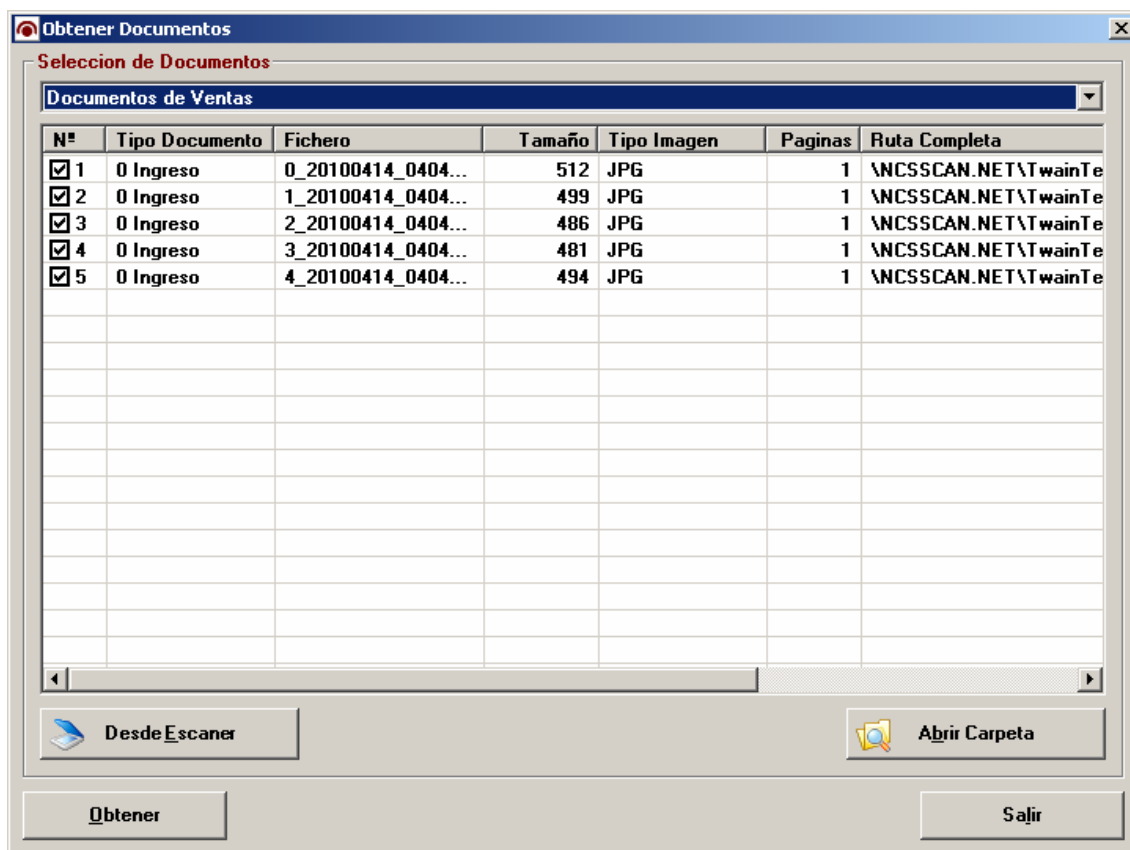 Obtener Documentos
Seleccion de Documentos
Documentos de Ventas
Nº Tipo Documento Fichero Tamaño Tipo Imagen Paginas Ruta Completa
1 0 Ingreso 0_20100414_0404... 512 JPG 1 \NCSSCAN.NET\TwainTe
2 0 Ingreso 1_20100414_0404... 499 JPG 1 \NCSSCAN.NET\TwainTe
3 0 Ingreso 2_20100414_0404... 486 JPG 1 \NCSSCAN.NET\TwainTe
4 0 Ingreso 3_20100414_0404... 481 JPG 1 \NCSSCAN.NET\TwainTe
5 0 Ingreso 4_20100414_0404... 494 JPG 1 \NCSSCAN.NET\TwainTe
Desde Escaner Abrir Carpeta
Obtener Salir